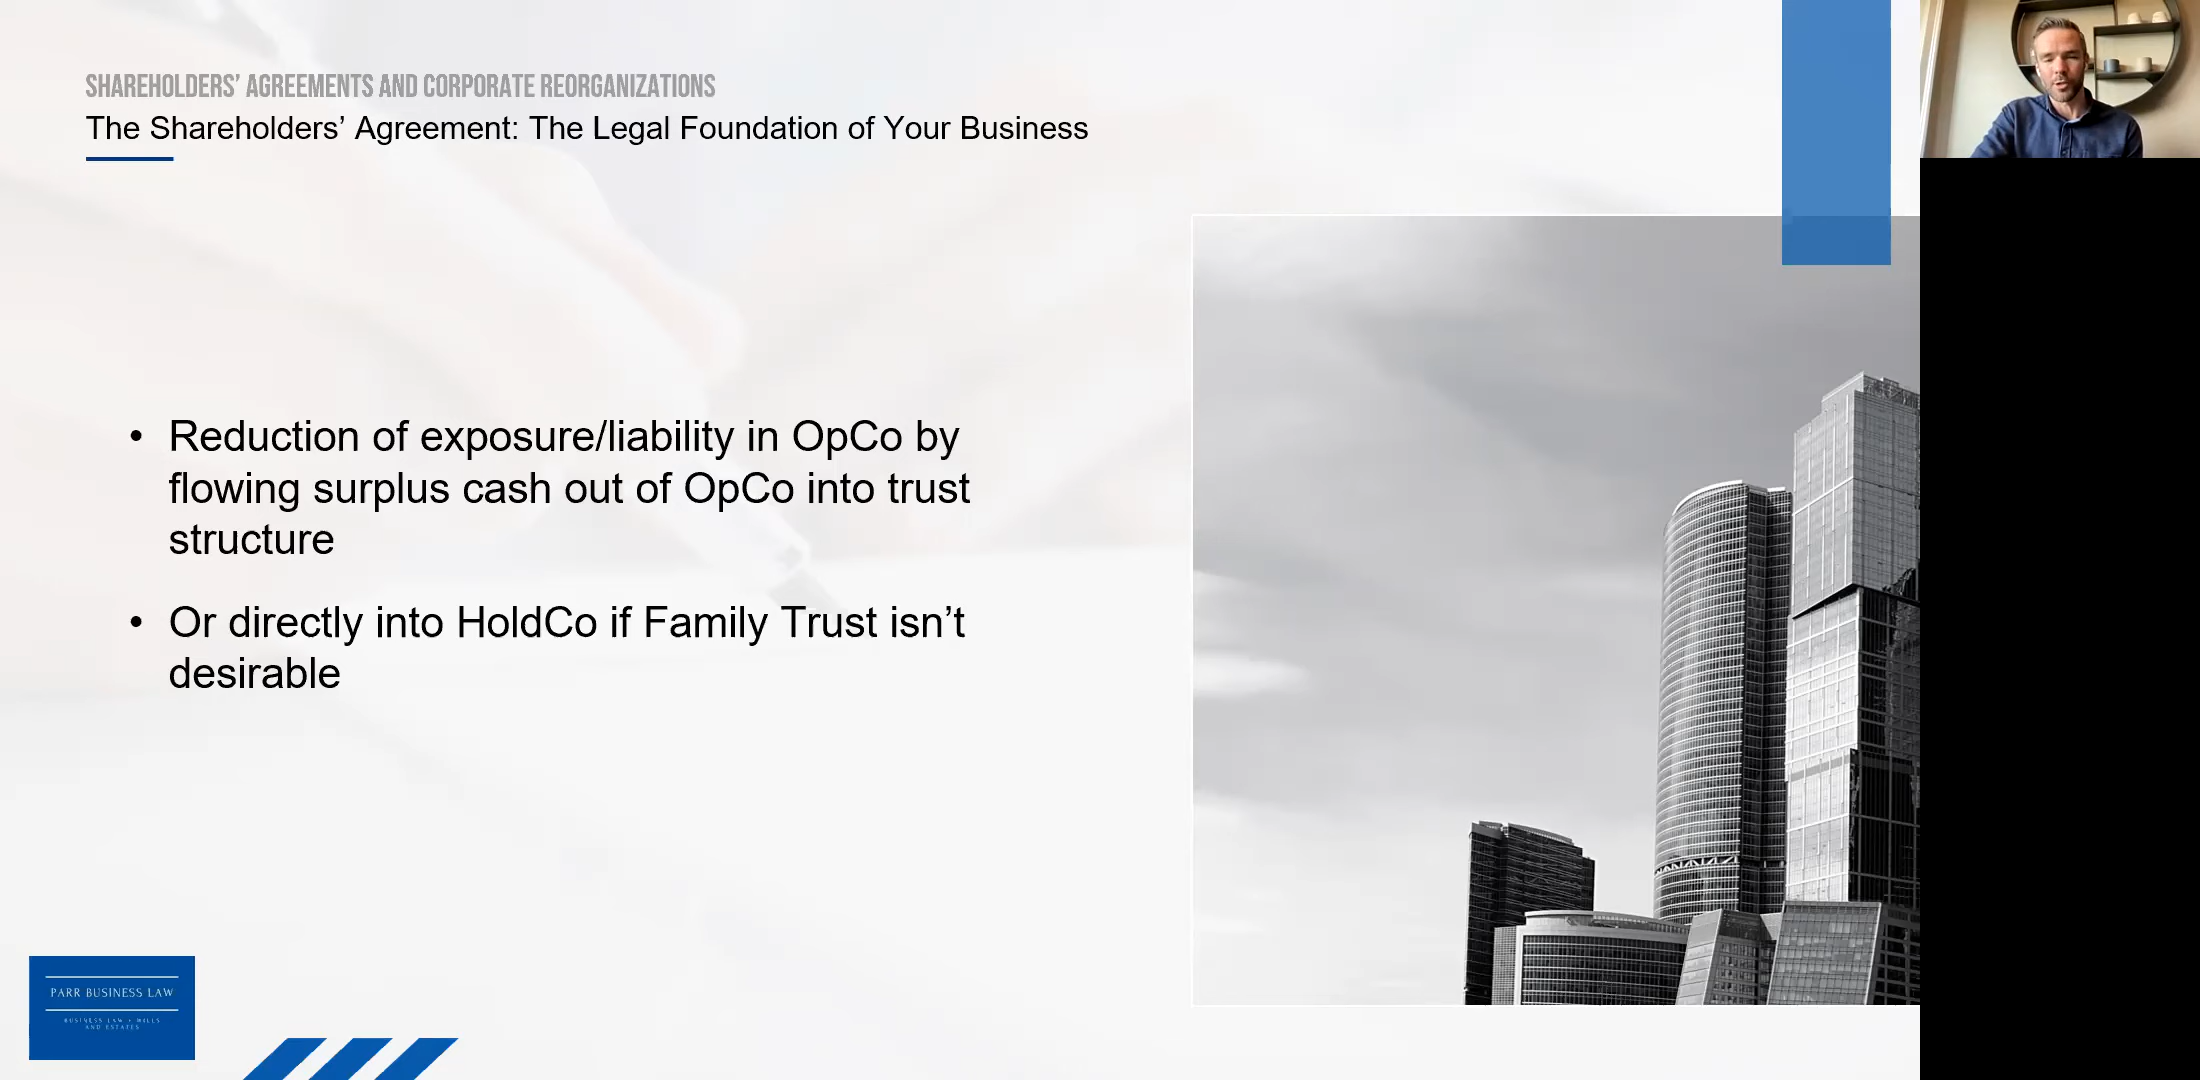 SHAREHOLDERS’ AGREEMENTS AND CORPORATE REORGANIZATIONS
The Shareholders’ Agreement: The Legal Foundation of Your Business
• Reduction of exposure/liability in OpCo by
flowing surplus cash out of OpCo into trust
structure
• Or directly into HoldCo if Family Trust isn’t
desirable
PARR BUSINESS LAW
BUSINESS LAW • WILLS
AND ESTATES